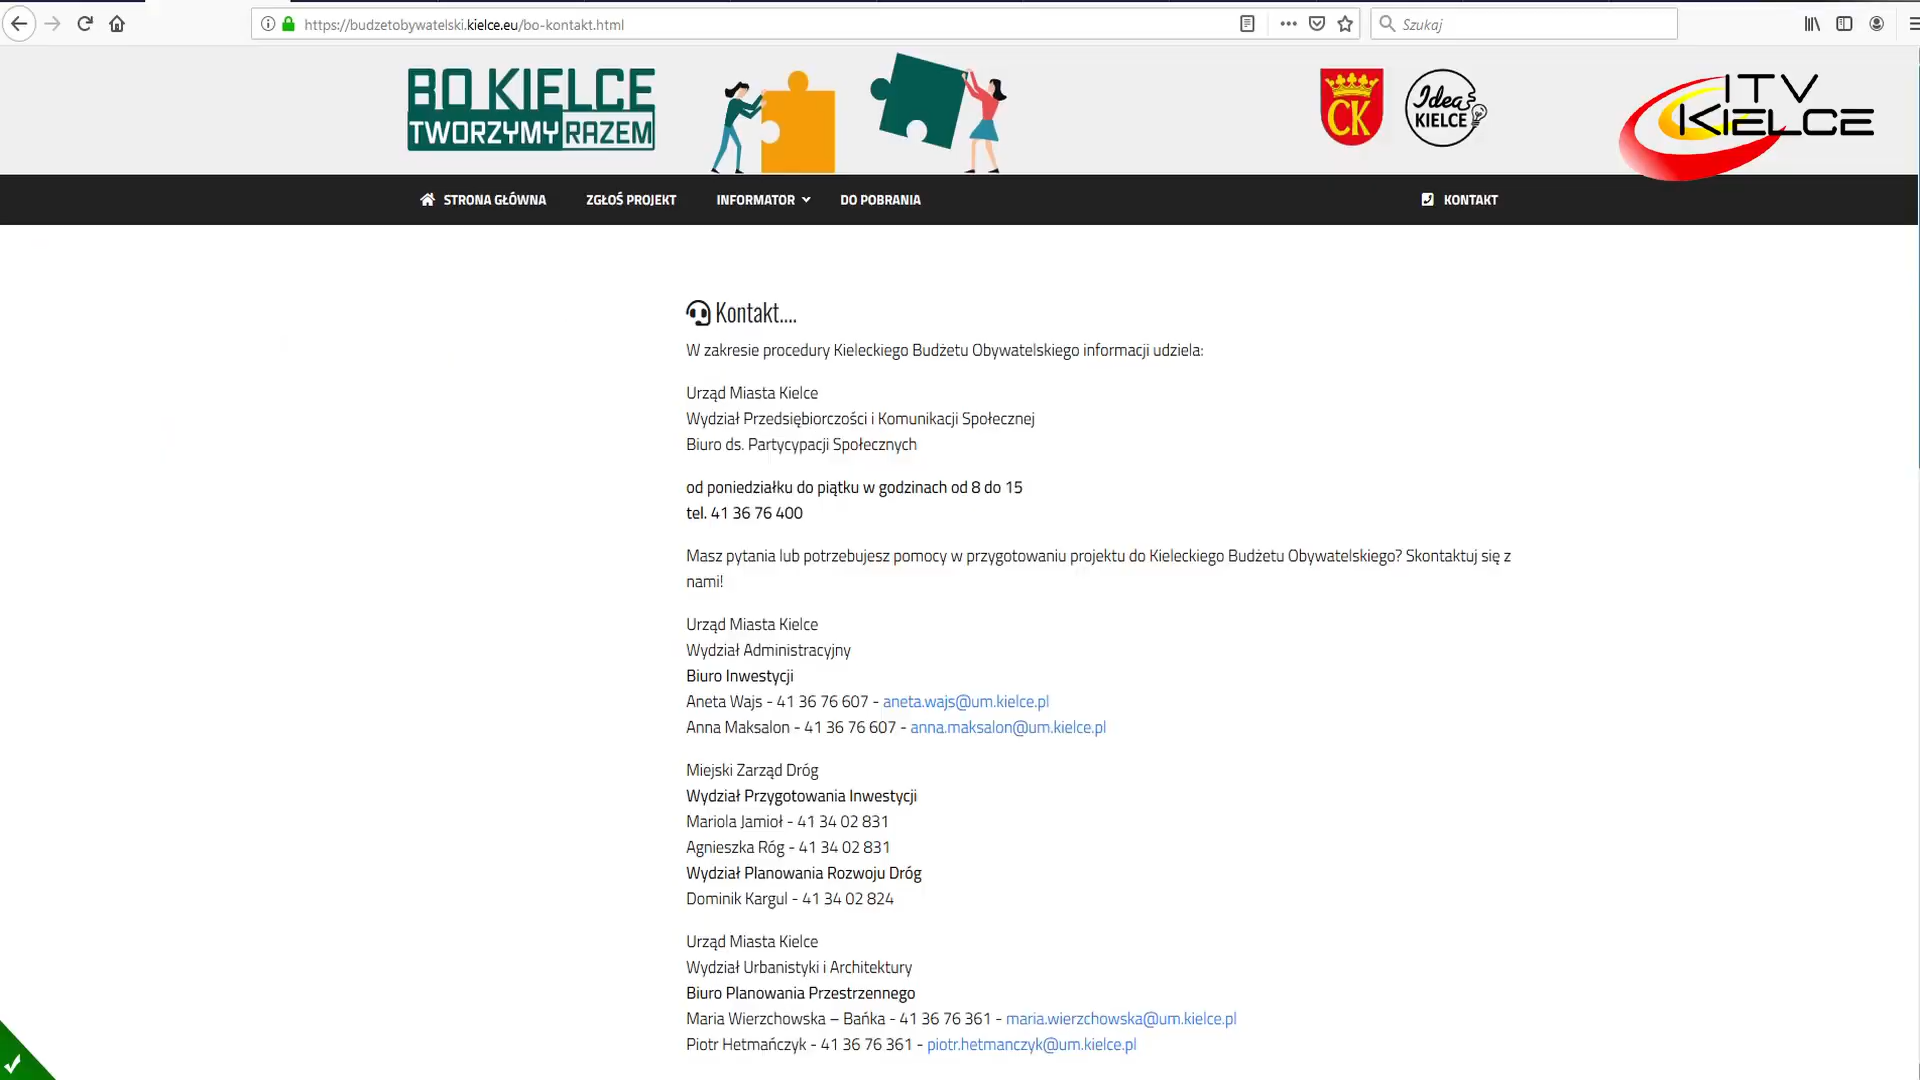 https://budzetobywatelski.kielce.eu/bo-kontakt.html
Szukaj
BO KIELCE
TWORZYMY RAZEM
CK
Idea
KIELCE
ITV
KIELCE
STRONA GŁÓWNA
ZGŁOŚ PROJEKT
INFORMATOR
DO POBRANIA
KONTAKT
Kontakt....
W zakresie procedury Kieleckiego Budżetu Obywatelskiego informacji udziela:
Urząd Miasta Kielce
Wydział Przedsiębiorczości i Komunikacji Społecznej
Biuro ds. Partycypacji Społecznych
od poniedziałku do piątku w godzinach od 8 do 15
tel. 41 36 76 400
Masz pytania lub potrzebujesz pomocy w przygotowaniu projektu do Kieleckiego Budżetu Obywatelskiego? Skontaktuj się z
nami!
Urząd Miasta Kielce
Wydział Administracyjny
Biuro Inwestycji
Aneta Wajs - 41 36 76 607 - aneta.wajs@um.kielce.pl
Anna Maksalon - 41 36 76 607 - anna.maksalon@um.kielce.pl
Miejski Zarząd Dróg
Wydział Przygotowania Inwestycji
Mariola Jamioł - 41 34 02 831
Agnieszka Róg - 41 34 02 831
Wydział Planowania Rozwoju Dróg
Dominik Kargul - 41 34 02 824
Urząd Miasta Kielce
Wydział Urbanistyki i Architektury
Biuro Planowania Przestrzennego
Maria Wierzchowska – Bańka - 41 36 76 361 - maria.wierzchowska@um.kielce.pl
Piotr Hetmańczyk - 41 36 76 361 - piotr.hetmanczyk@um.kielce.pl